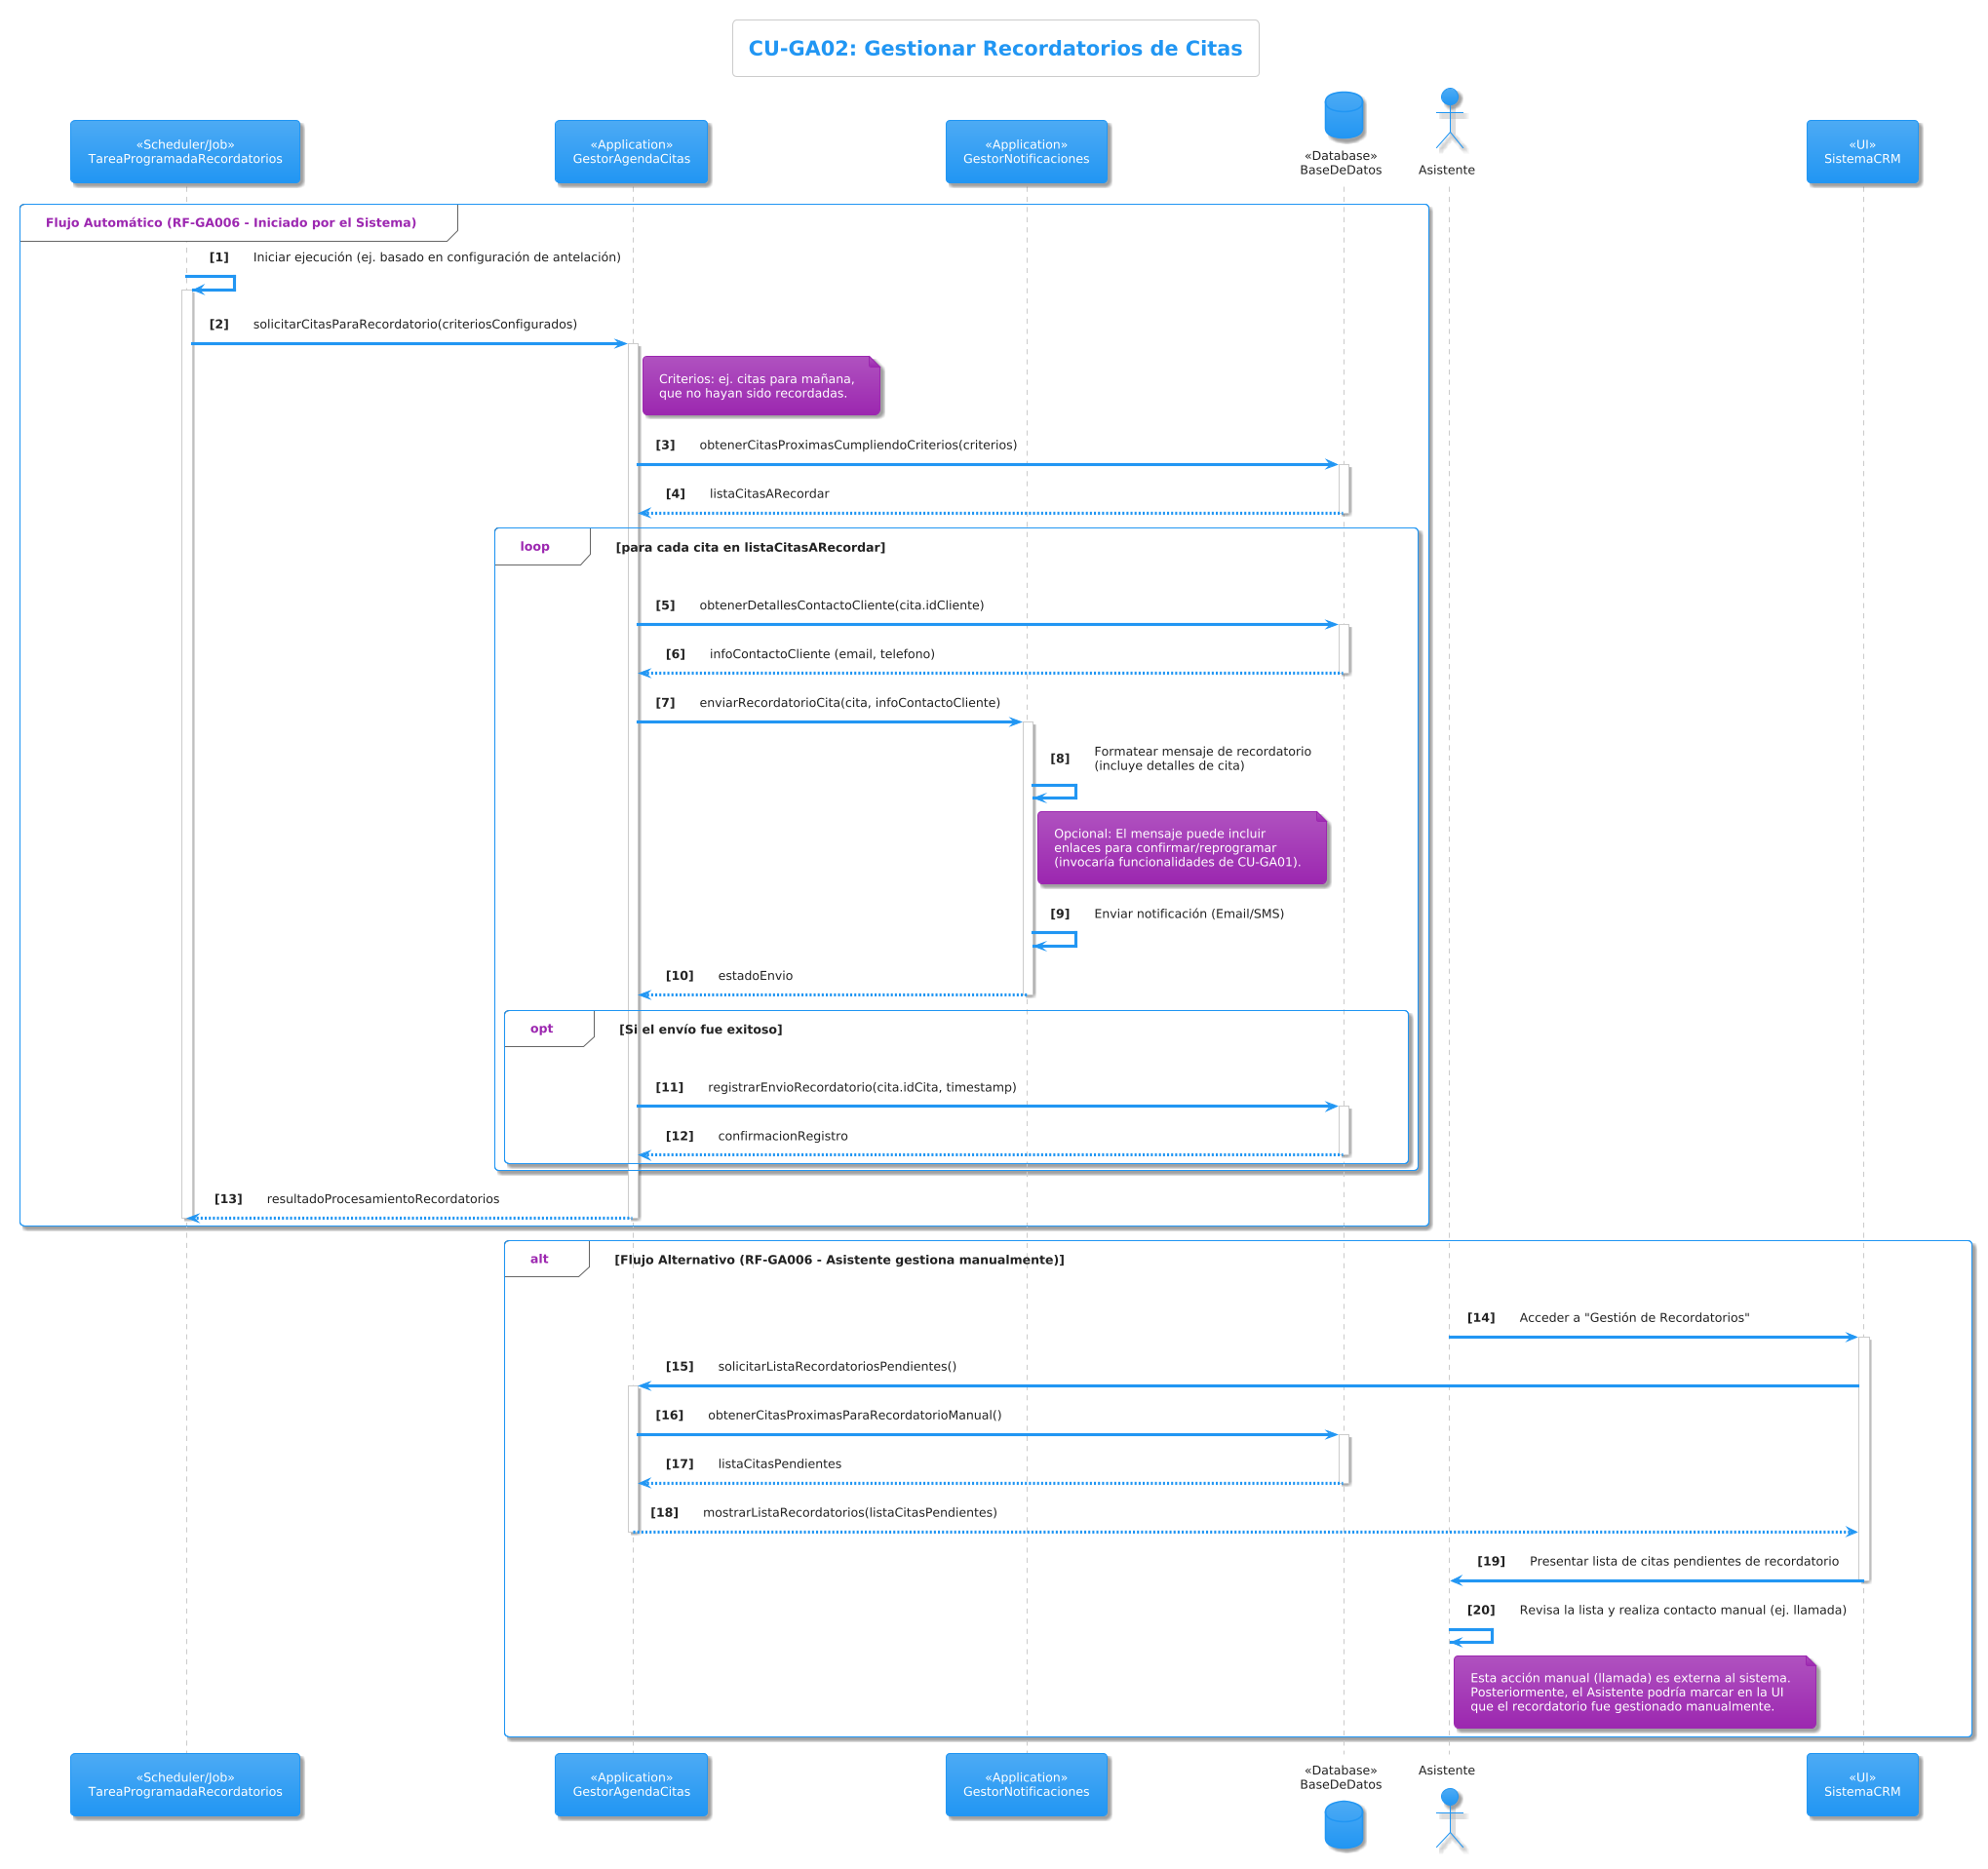 CU-GA02: Gestionar Recordatorios de Citas
«Scheduler/Job»
TareaProgramadaRecordatorios
«Application»
GestorAgendaCitas
«Application»
GestorNotificaciones
«Database»
BaseDeDatos
Asistente
«UI»
SistemaCRM
Flujo Automático (RF-GA006 - Iniciado por el Sistema)
[1] Iniciar ejecución (ej. basado en configuración de antelación)
[2] solicitarCitasParaRecordatorio(criteriosConfigurados)
Criterios: ej. citas para mañana,
que no hayan sido recordadas.
[3] obtenerCitasProximasCumpliendoCriterios(criterios)
[4] listaCitasARecordar
loop [para cada cita en listaCitasARecordar]
[5] obtenerDetallesContactoCliente(cita.idCliente)
[6] infoContactoCliente (email, telefono)
[7] enviarRecordatorioCita(cita, infoContactoCliente)
[8] Formatear mensaje de recordatorio
(incluye detalles de cita)
Opcional: El mensaje puede incluir
enlaces para confirmar/reprogramar
(invocaría funcionalidades de CU-GA01).
[9] Enviar notificación (Email/SMS)
[10] estadoEnvio
opt [Si el envío fue exitoso]
[11] registrarEnvioRecordatorio(cita.idCita, timestamp)
[12] confirmacionRegistro
[13] resultadoProcesamientoRecordatorios
alt [Flujo Alternativo (RF-GA006 - Asistente gestiona manualmente)]
[14] Acceder a "Gestión de Recordatorios"
[15] solicitarListaRecordatoriosPendientes()
[16] obtenerCitasProximasParaRecordatorioManual()
[17] listaCitasPendientes
[18] mostrarListaRecordatorios(listaCitasPendientes)
[19] Presentar lista de citas pendientes de recordatorio
[20] Revisa la lista y realiza contacto manual (ej. llamada)
Esta acción manual (llamada) es externa al sistema.
Posteriormente, el Asistente podría marcar en la UI
que el recordatorio fue gestionado manualmente.
«Scheduler/Job»
TareaProgramadaRecordatorios
«Application»
GestorAgendaCitas
«Application»
GestorNotificaciones
«Database»
BaseDeDatos
Asistente
«UI»
SistemaCRM